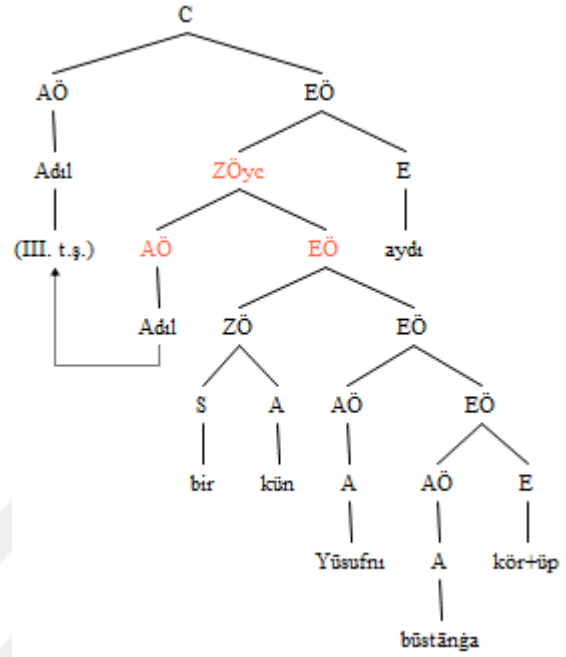 C
AÖ EÖ
Adıl ZÖyc E
(III. t.ş.) AÖ EÖ aydı
Adıl ZÖ EÖ
S A AÖ EÖ
bir kün A AÖ E
Yūsufnı A kör+üp
būstānġa